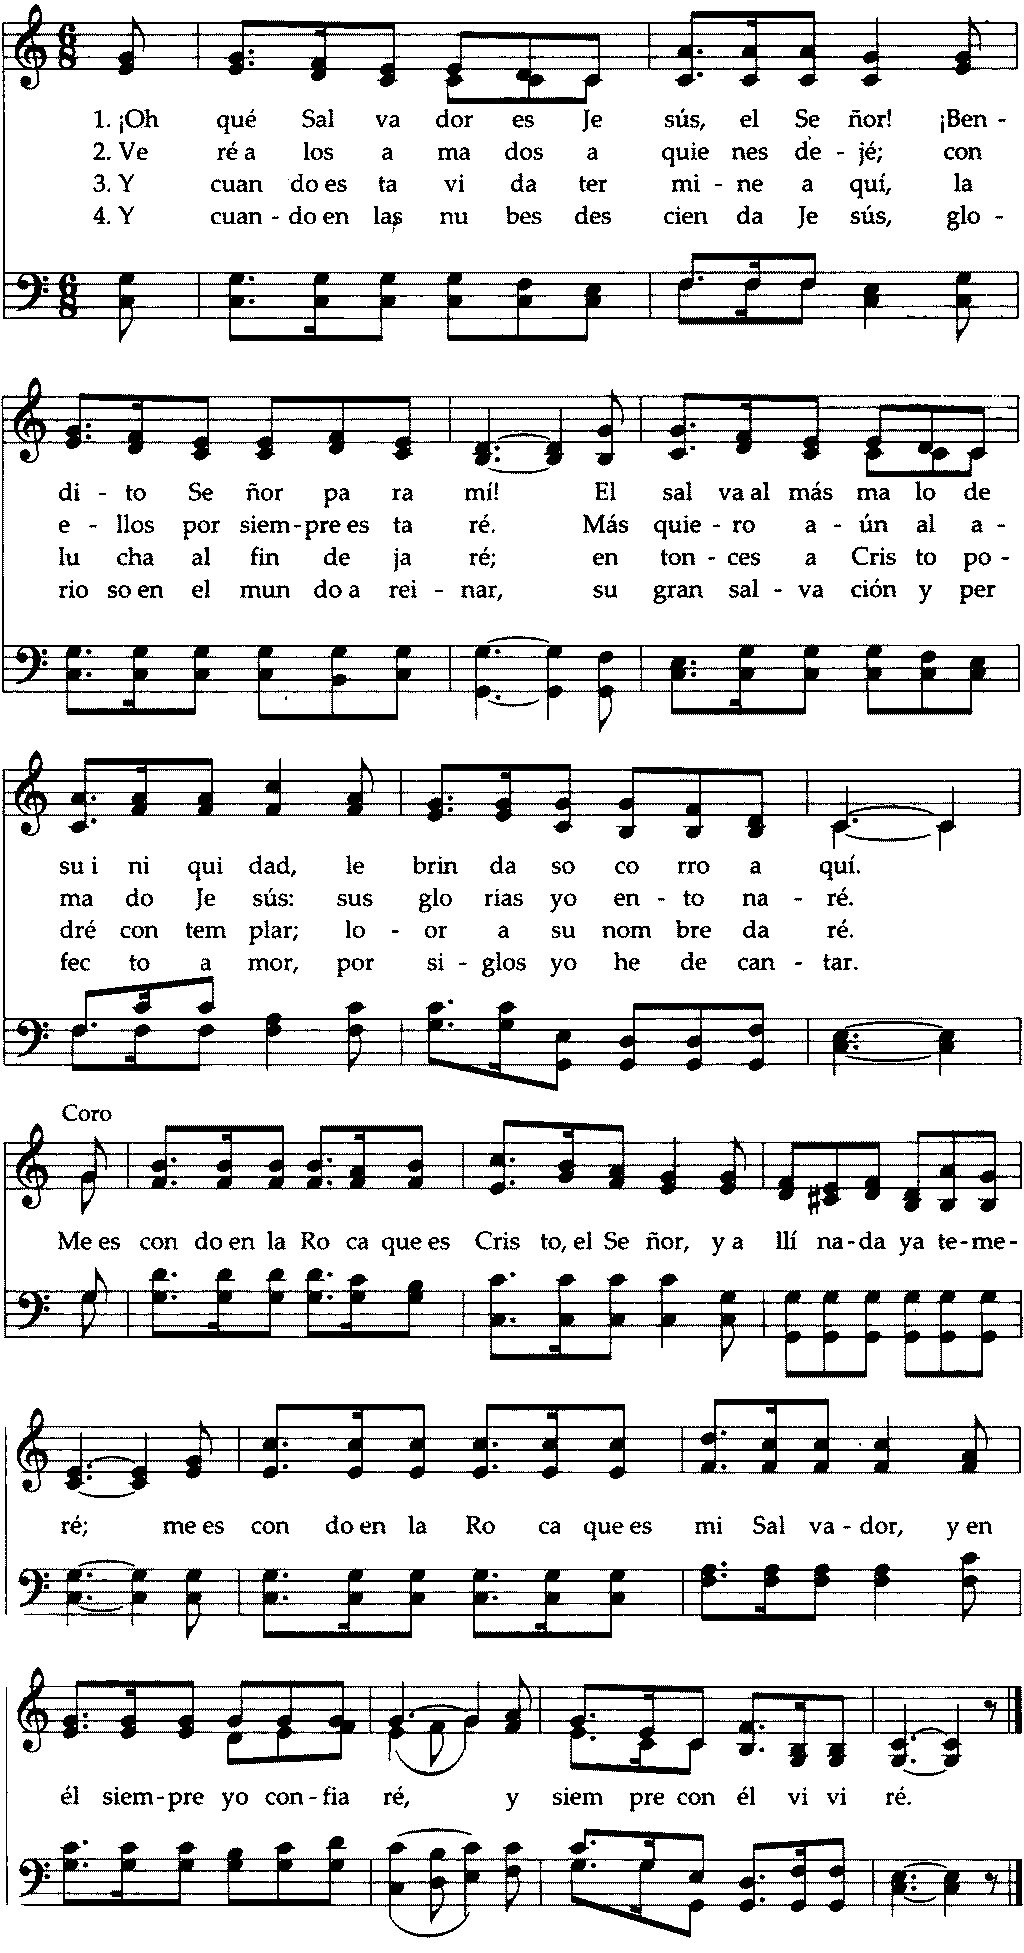 1. ¡Oh qué Sal va dor es Je sús, el Se ñor! ¡Ben -
2. Ve ré a los a ma dos a quie nes de - jé; con
3. Y cuan do es ta vi da ter mi - ne a quí, la
4. Y cuan - do en las nu bes des cien da Je sús, glo -
di - to Se ñor pa ra mí! El sal va al más ma lo de
e - llos por siem - pre es ta ré. Más quie - ro a - ún al a -
lu cha al fin de ja ré; en ton - ces a Cris to po -
rio so en el mun do a rei - nar, su gran sal - va ción y per
su i ni qui dad, le brin da so co rro a quí.
ma do Je sús: sus glo rias yo en - to na - ré.
dré con tem plar; lo - or a su nom bre da ré.
fec to a mor, por si - glos yo he de can - tar.
Coro
Me es con do en la Ro ca que es Cris to, el Se ñor, y a llí na - da ya te - me -
ré; me es con do en la Ro ca que es mi Sal va - dor, y en
él siem - pre yo con - fia ré, y siem pre con él vi vi ré.